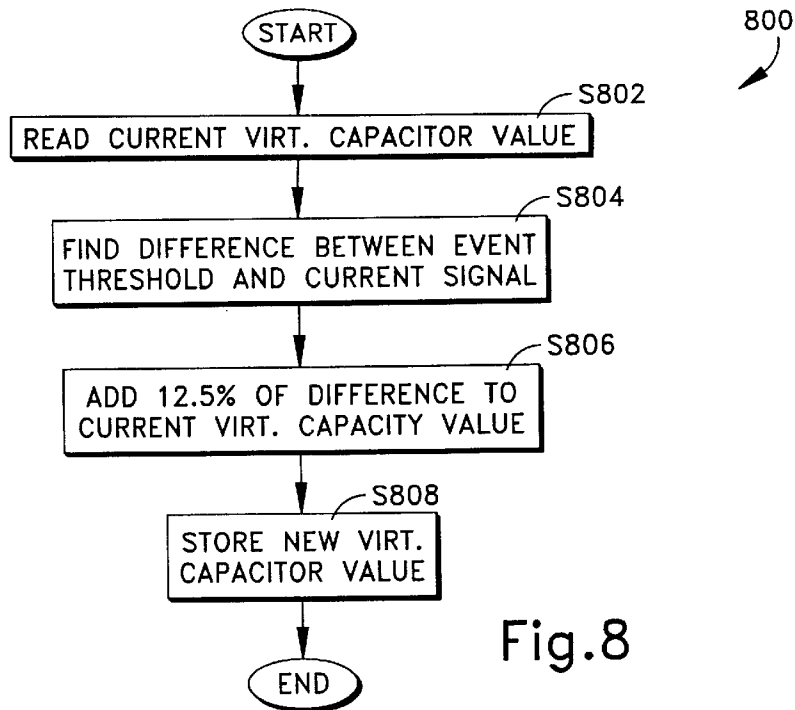 START
800
S802
READ CURRENT VIRT. CAPACITOR VALUE
S804
FIND DIFFERENCE BETWEEN EVENT
THRESHOLD AND CURRENT SIGNAL
S806
ADD 12.5% OF DIFFERENCE TO
CURRENT VIRT. CAPACITY VALUE
S808
STORE NEW VIRT.
CAPACITOR VALUE
END
Fig.8